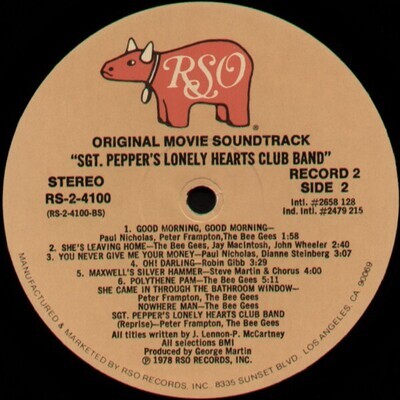 RSO
®
ORIGINAL MOVIE SOUNDTRACK
"SGT. PEPPER'S LONELY HEARTS CLUB BAND"
STEREO
RS-2-4100
(RS-2-4100-BS)
RECORD 2
SIDE 2
Intl. #2658 128
Ind. Intl. #2479 215
1. GOOD MORNING, GOOD MORNING—
Paul Nicholas, Peter Frampton,The Bee Gees 1:58
2. SHE'S LEAVING HOME—The Bee Gees, Jay Macintosh, John Wheeler 2:40
3. YOU NEVER GIVE ME YOUR MONEY—Paul Nicholas, Dianne Steinberg 3:07
4. OH! DARLING—Robin Gibb 3:29
5. MAXWELL'S SILVER HAMMER—Steve Martin & Chorus 4:00
6. POLYTHENE PAM—The Bee Gees 5:11
SHE CAME IN THROUGH THE BATHROOM WINDOW—
Peter Frampton, The Bee Gees
NOWHERE MAN—The Bee Gees
SGT. PEPPER'S LONELY HEARTS CLUB BAND
(Reprise)—Peter Frampton, The Bee Gees
All titles written by J. Lennon-P. McCartney
All selections BMI
Produced by George Martin
℗ 1978 RSO RECORDS, INC.
MANUFACTURED & MARKETED BY RSO RECORDS, INC. 8335 SUNSET BLVD. LOS ANGELES, CA 90069